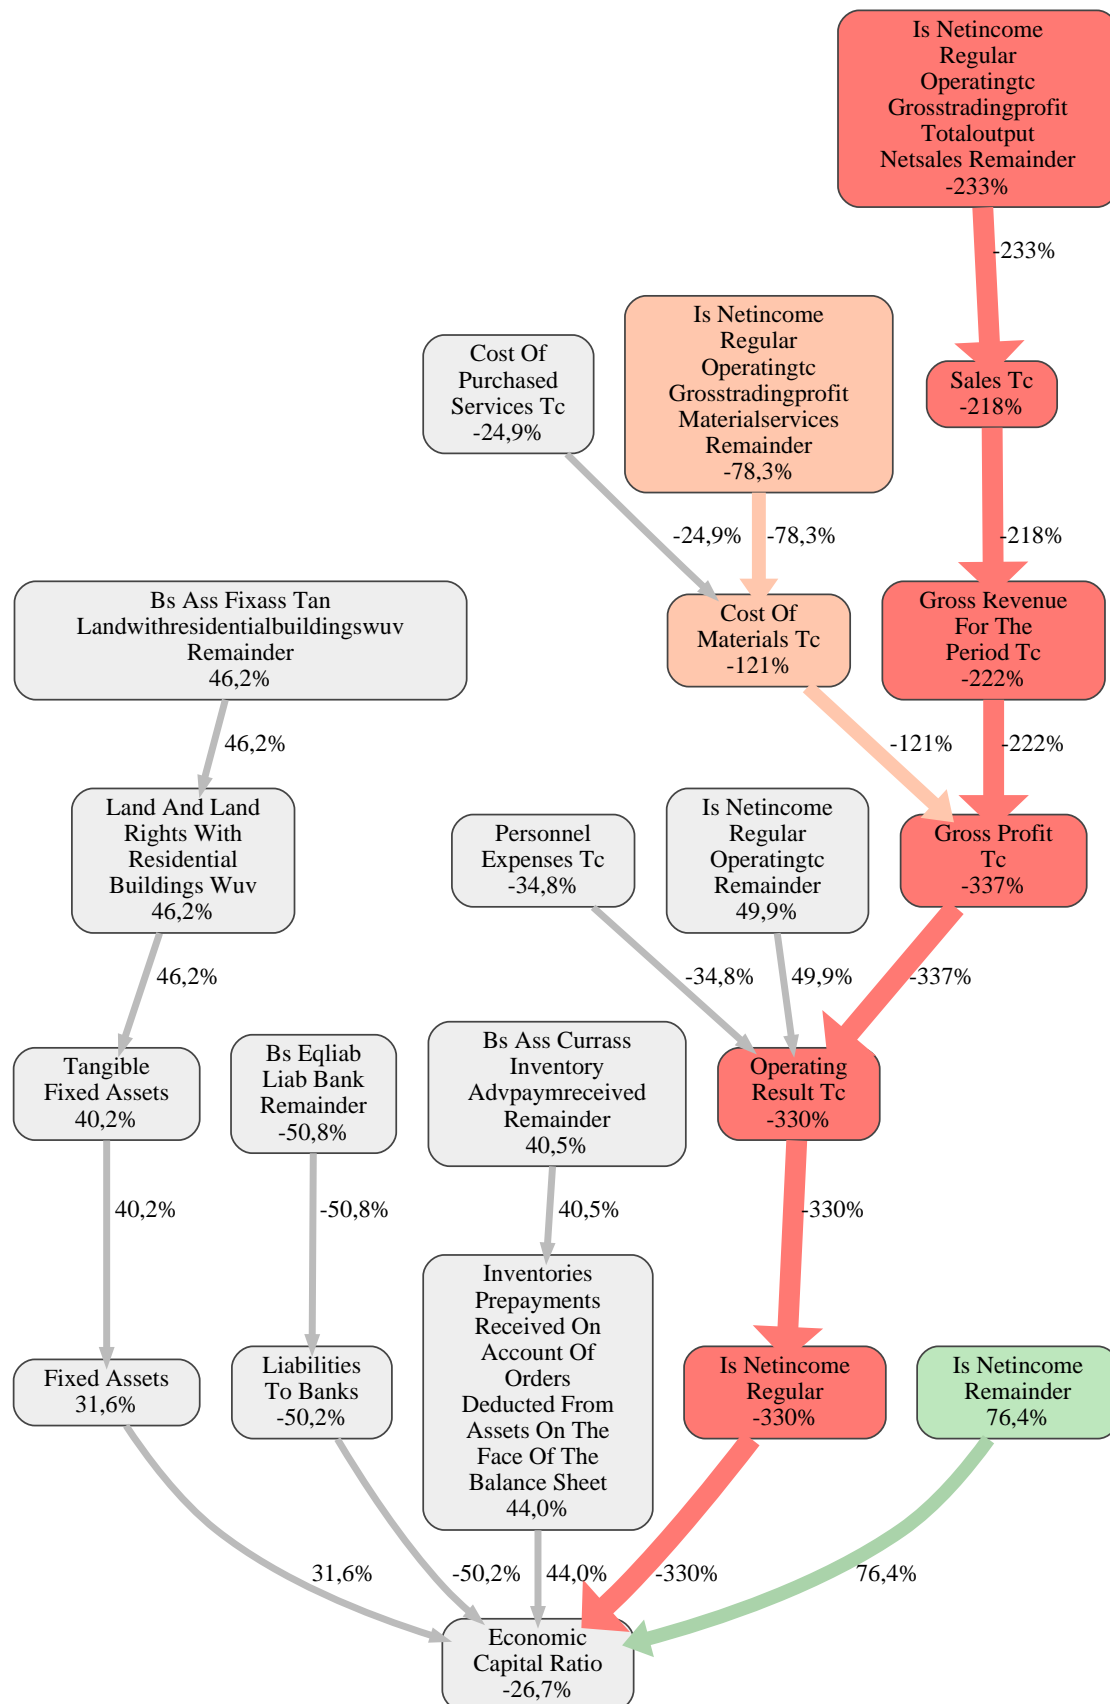 Is Netincome
Regular
Operatingtc
Grosstradingprofit
Totaloutput
Netsales Remainder
-233%
-233%
Cost Of
Purchased
Services Tc
-24,9%
Is Netincome
Regular
Operatingtc
Grosstradingprofit
Materialservices
Remainder
-78,3%
Sales Tc
-218%
-24,9%
-78,3%
-218%
Bs Ass Fixass Tan
Landwithresidentialbuildingswuv
Remainder
46,2%
Cost Of
Materials Tc
-121%
Gross Revenue
For The
Period Tc
-222%
46,2%
-121%
-222%
Land And Land
Rights With
Residential
Buildings Wuv
46,2%
Personnel
Expenses Tc
-34,8%
Is Netincome
Regular
Operatingtc
Remainder
49,9%
Gross Profit
Tc
-337%
46,2%
-34,8%
49,9%
-337%
Tangible
Fixed Assets
40,2%
Bs Eqliab
Liab Bank
Remainder
-50,8%
Bs Ass Currass
Inventory
Advpaymreceived
Remainder
40,5%
Operating
Result Tc
-330%
40,2%
-50,8%
40,5%
-330%
Fixed Assets
31,6%
Liabilities
To Banks
-50,2%
Inventories
Prepayments
Received On
Account Of
Orders
Deducted From
Assets On The
Face Of The
Balance Sheet
44,0%
Is Netincome
Regular
-330%
Is Netincome
Remainder
76,4%
31,6%
-50,2%
44,0%
-330%
76,4%
Economic
Capital Ratio
-26,7%